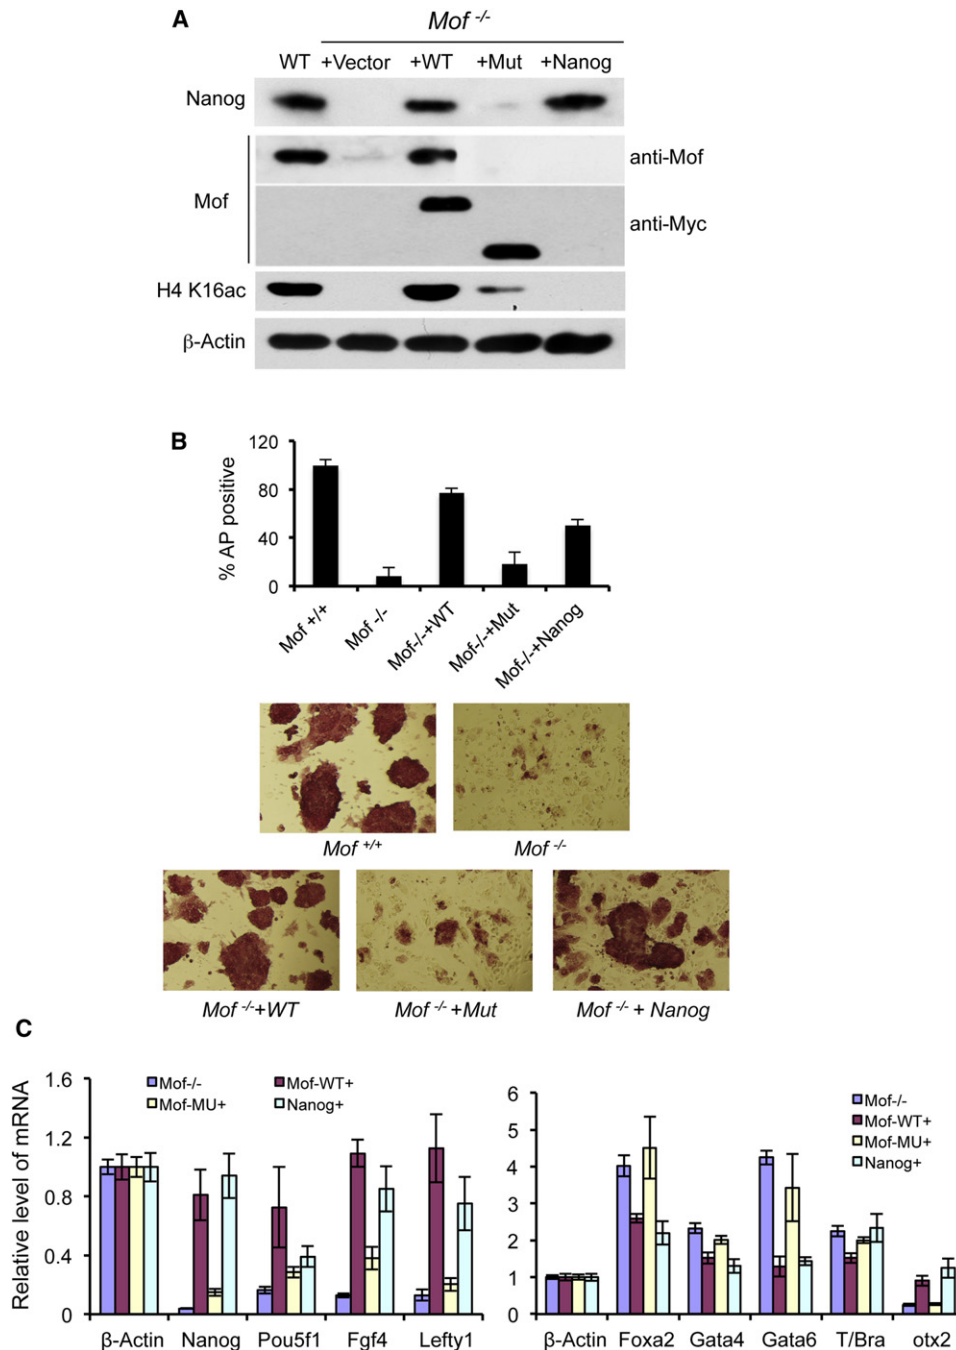 A
Mof -/-
WT +Vector +WT +Mut +Nanog
Nanog
anti-Mof
Mof
anti-Myc
H4 K16ac
β-Actin
B
% AP positive
120
80
40
0
Mof +/+
Mof -/-
Mof-/-+WT
Mof-/-+Mut
Mof-/-+Nanog
Mof +/+
Mof -/-
Mof -/-+WT
Mof -/- +Mut
Mof -/- + Nanog
C
Relative level of mRNA
1.6
1.2
0.8
0.4
0
Mof-/-
Mof-WT+
Mof-MU+
Nanog+
β-Actin Nanog Pou5f1 Fgf4 Lefty1
6
5
4
3
2
1
0
Mof-/-
Mof-WT+
Mof-MU+
Nanog+
β-Actin Foxa2 Gata4 Gata6 T/Bra otx2